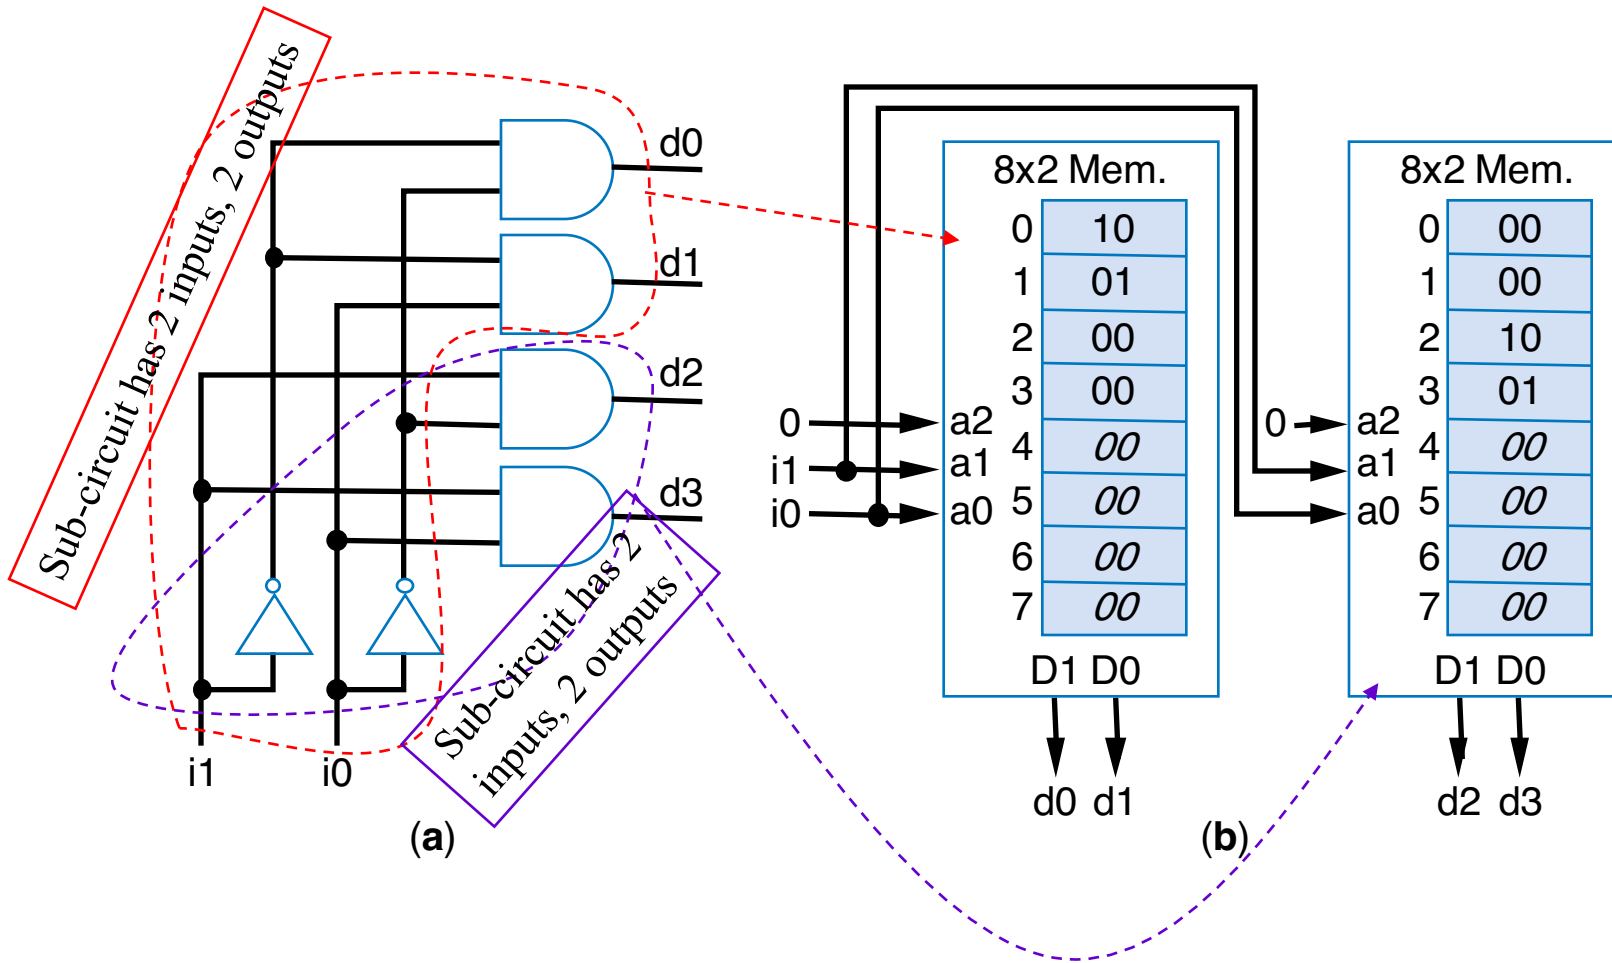 Sub-circuit has 2 inputs, 2 outputs
d0
d1
d2
d3
Sub-circuit has 2
inputs, 2 outputs
i1 i0
(a)
8x2 Mem.
0 10
1 01
2 00
3 00
4 00
5 00
6 00
7 00
0 a2
i1 a1
i0 a0
D1 D0
d0 d1
8x2 Mem.
0 00
1 00
2 10
3 01
4 00
5 00
6 00
7 00
0 a2
a1
a0
D1 D0
d2 d3
(b)